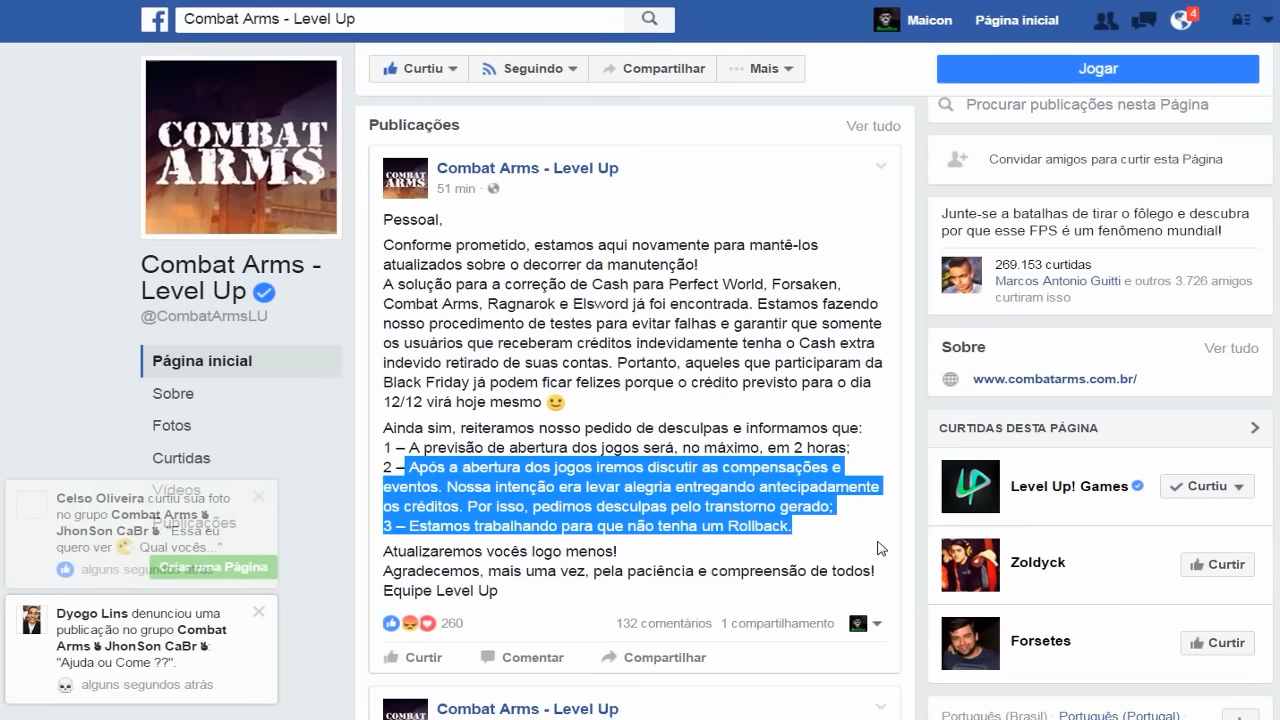 Combat Arms - Level Up
Maicon
Página inicial
4
COMBAT
ARMS
Combat Arms -
Level Up
@CombatArmsLU
Página inicial
Sobre
Fotos
Curtidas
Vídeos
Publicações
Criar uma Página
Celso Oliveira curtiu sua foto
no grupo Combat Arms
JhonSon CaBr : "Essa eu
quero ver Qual vocês..."
alguns segundos atrás
Dyogo Lins denunciou uma
publicação no grupo Combat
Arms JhonSon CaBr :
"Ajuda ou Come ??".
alguns segundos atrás
Curtiu
Seguindo
Compartilhar
Mais
Jogar
Publicações
Ver tudo
COMBAT
ARMS
Combat Arms - Level Up
51 min ·
Pessoal,
Conforme prometido, estamos aqui novamente para mantê-los
atualizados sobre o decorrer da manutenção!
A solução para a correção de Cash para Perfect World, Forsaken,
Combat Arms, Ragnarok e Elsword já foi encontrada. Estamos fazendo
nosso procedimento de testes para evitar falhas e garantir que somente
os usuários que receberam créditos indevidamente tenha o Cash extra
indevido retirado de suas contas. Portanto, aqueles que participaram da
Black Friday já podem ficar felizes porque o crédito previsto para o dia
12/12 virá hoje mesmo
Ainda sim, reiteramos nosso pedido de desculpas e informamos que:
1 – A previsão de abertura dos jogos será, no máximo, em 2 horas;
2 – Após a abertura dos jogos iremos discutir as compensações e
eventos. Nossa intenção era levar alegria entregando antecipadamente
os créditos. Por isso, pedimos desculpas pelo transtorno gerado;
3 – Estamos trabalhando para que não tenha um Rollback.
Atualizaremos vocês logo menos!
Agradecemos, mais uma vez, pela paciência e compreensão de todos!
Equipe Level Up
260
132 comentários 1 compartilhamento
Curtir
Comentar
Compartilhar
COMBAT
Combat Arms - Level Up
Procurar publicações nesta Página
Convidar amigos para curtir esta Página
Junte-se a batalhas de tirar o fôlego e descubra
por que esse FPS é um fenômeno mundial!
269.153 curtidas
Marcos Antonio Guitti e outros 3.726 amigos
curtiram isso
Sobre
Ver tudo
www.combatarms.com.br/
CURTIDAS DESTA PÁGINA
Level Up! Games
Curtiu
Zoldyck
Curtir
Forsetes
Curtir
Português (Brasil) · Português (Portugal) ·